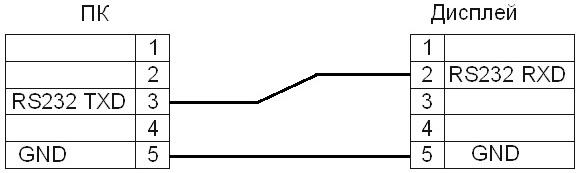 ПК Дисплей
1 1
2 2 RS232 RXD
RS232 TXD 3 3
4 4
GND 5 5 GND